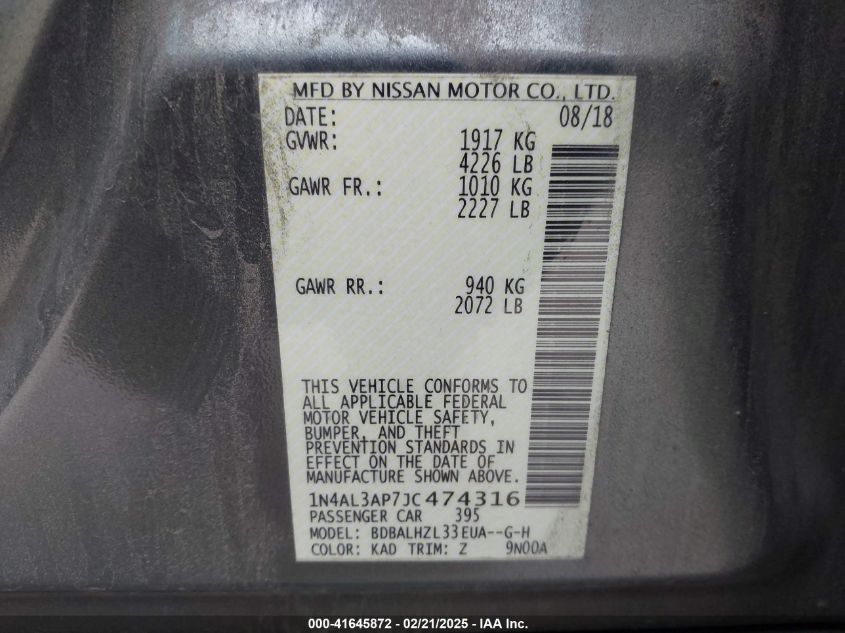 MFD BY NISSAN MOTOR CO., LTD.
DATE: 08/18
GVWR: 1917 KG
4226 LB
GAWR FR.: 1010 KG
2227 LB
GAWR RR.: 940 KG
2072 LB
THIS VEHICLE CONFORMS TO
ALL APPLICABLE FEDERAL
MOTOR VEHICLE SAFETY,
BUMPER, AND THEFT
PREVENTION STANDARDS IN
EFFECT ON THE DATE OF
MANUFACTURE SHOWN ABOVE.
1N4AL3AP7JC474316
PASSENGER CAR 395
MODEL: BDBALHZL33EUA--G-H
COLOR: KAD TRIM: Z 9N00A
000-41645872 - 02/21/2025 - IAA Inc.